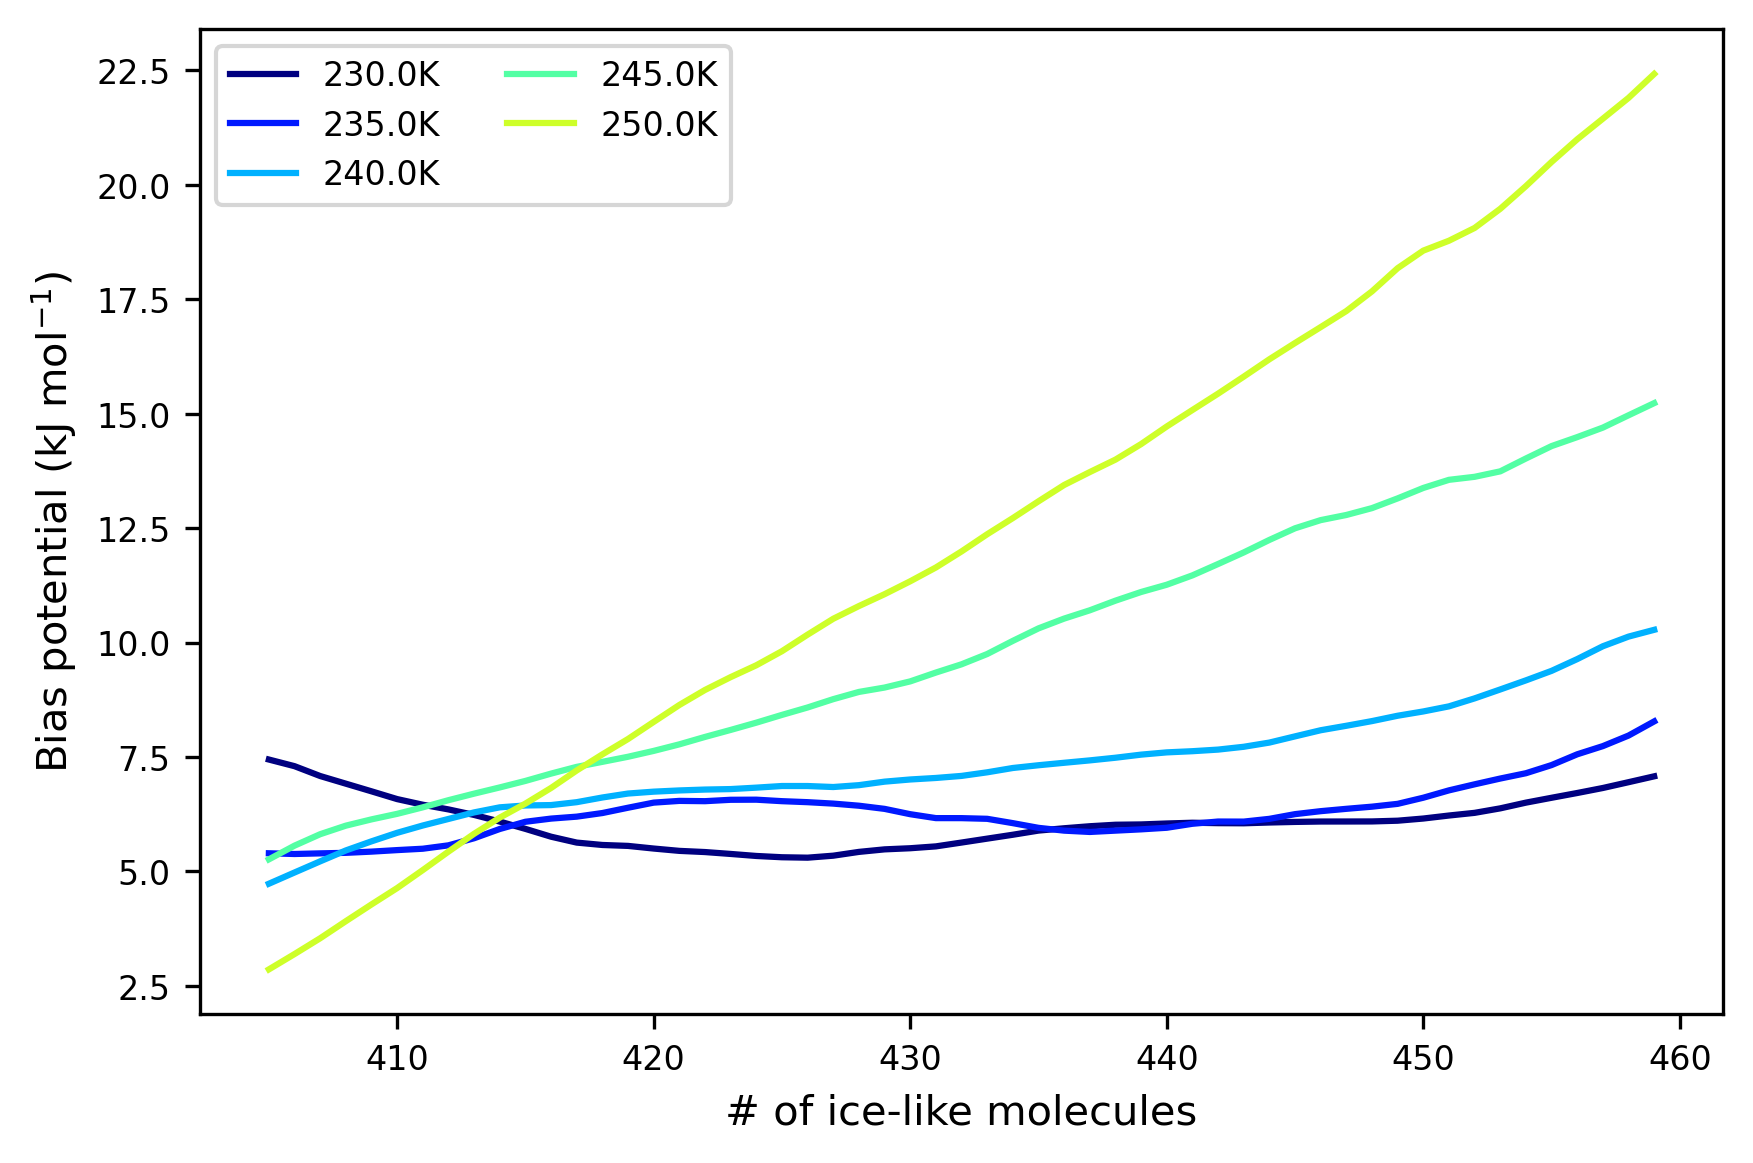 230.0K
235.0K
240.0K
245.0K
250.0K
22.5
20.0
17.5
15.0
12.5
10.0
7.5
5.0
2.5
Bias potential (kJ mol⁻¹)
410 420 430 440 450 460
# of ice-like molecules